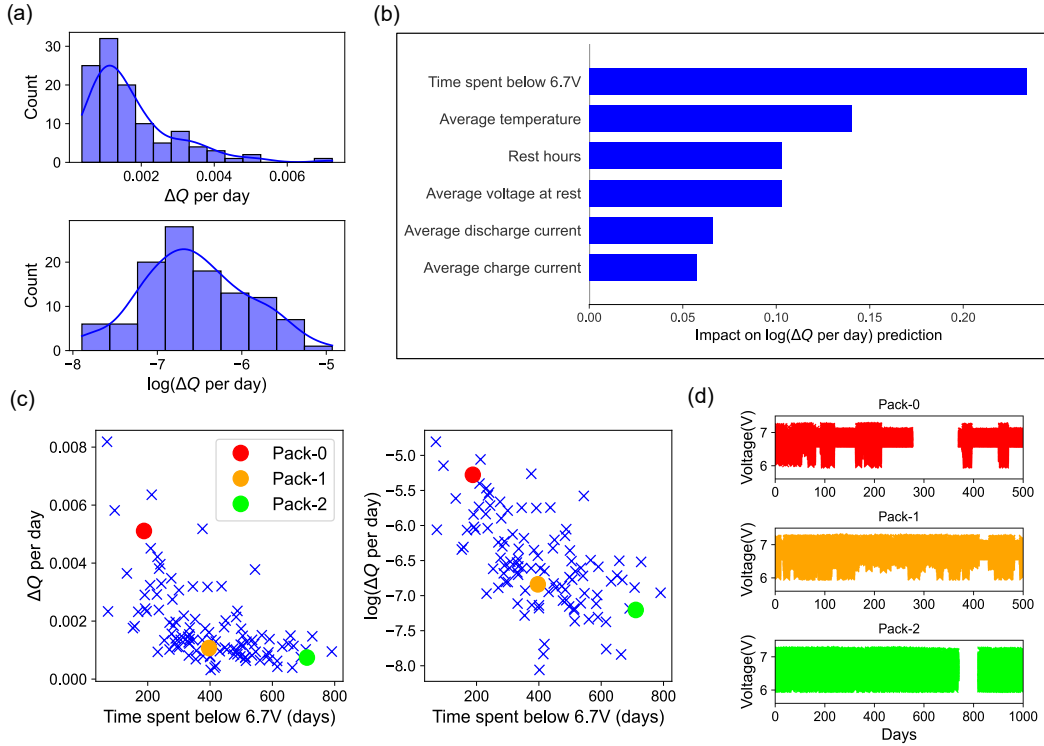 (a)
30
20
10
0
Count
0.002
0.004
0.006
ΔQ per day
20
10
0
Count
−8
−7
−6
−5
log(ΔQ per day)
(b)
Time spent below 6.7V
Average temperature
Rest hours
Average voltage at rest
Average discharge current
Average charge current
0.00
0.05
0.10
0.15
0.20
Impact on log(ΔQ per day) prediction
(c)
0.008
0.006
0.004
0.002
0.000
ΔQ per day
Pack-0
Pack-1
Pack-2
200
400
600
800
Time spent below 6.7V (days)
−5.0
−5.5
−6.0
−6.5
−7.0
−7.5
−8.0
log(ΔQ per day)
200
400
600
800
Time spent below 6.7V (days)
(d)
Pack-0
Voltage(V)
7
6
0
100
200
300
400
500
Pack-1
Voltage(V)
7
6
0
100
200
300
400
500
Pack-2
Voltage(V)
7
6
0
200
400
600
800
1000
Days